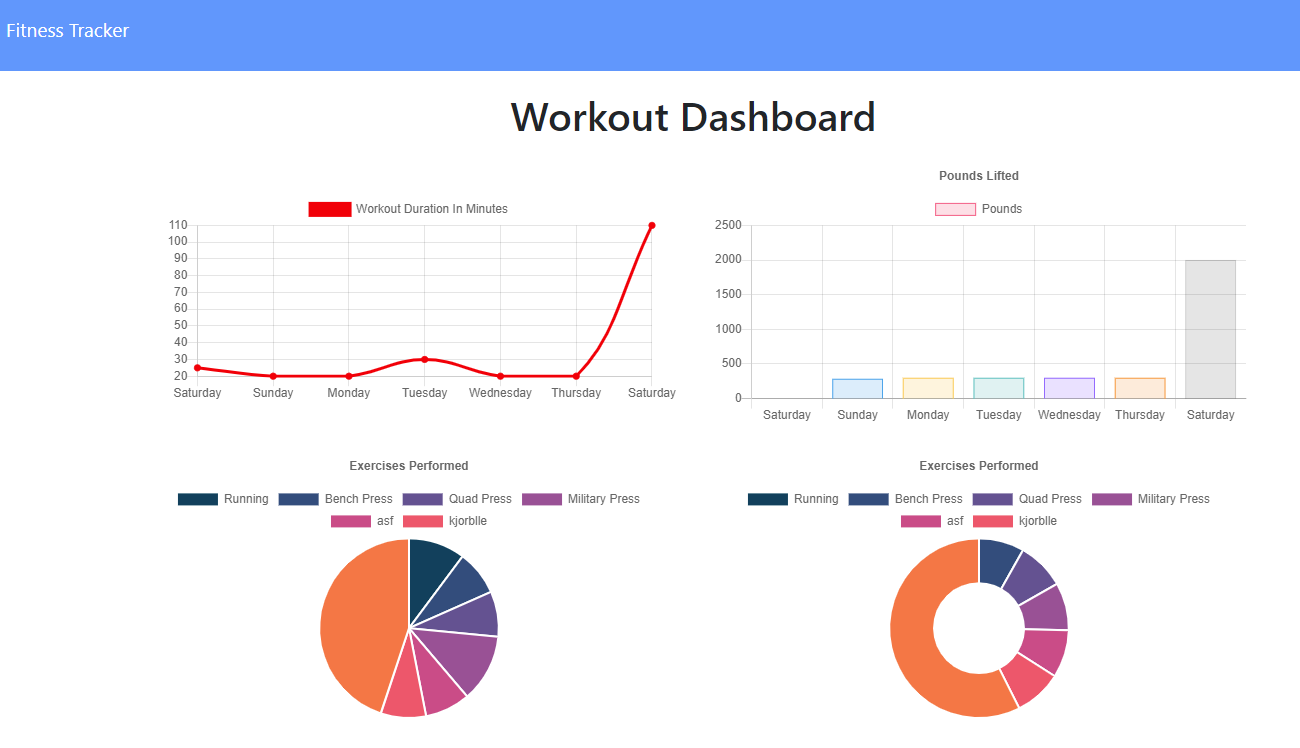 Fitness Tracker
Workout Dashboard
Workout Duration In Minutes
110
100
90
80
70
60
50
40
30
20
Saturday Sunday Monday Tuesday Wednesday Thursday Saturday
Pounds Lifted
Pounds
2500
2000
1500
1000
500
0
Saturday Sunday Monday Tuesday Wednesday Thursday Saturday
Exercises Performed
Running Bench Press Quad Press Military Press
asf kjorblle
Exercises Performed
Running Bench Press Quad Press Military Press
asf kjorblle